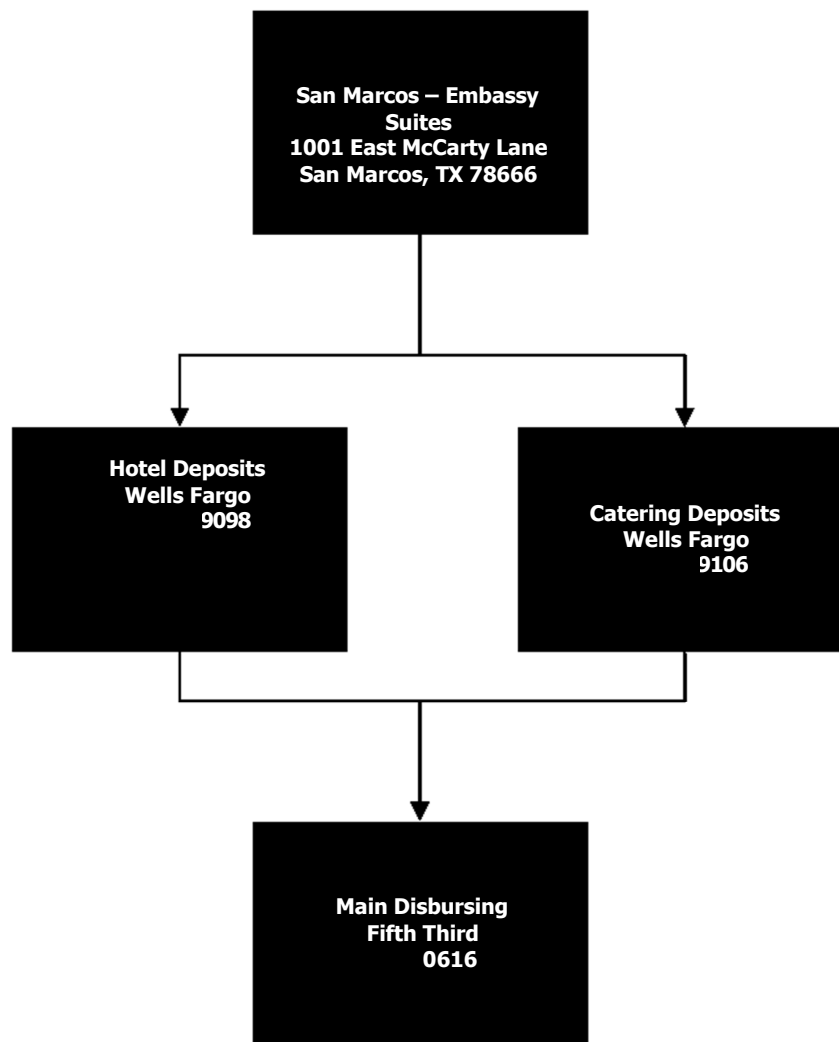 San Marcos – Embassy
Suites
1001 East McCarty Lane
San Marcos, TX 78666
Hotel Deposits
Wells Fargo
9098
Catering Deposits
Wells Fargo
9106
Main Disbursing
Fifth Third
0616